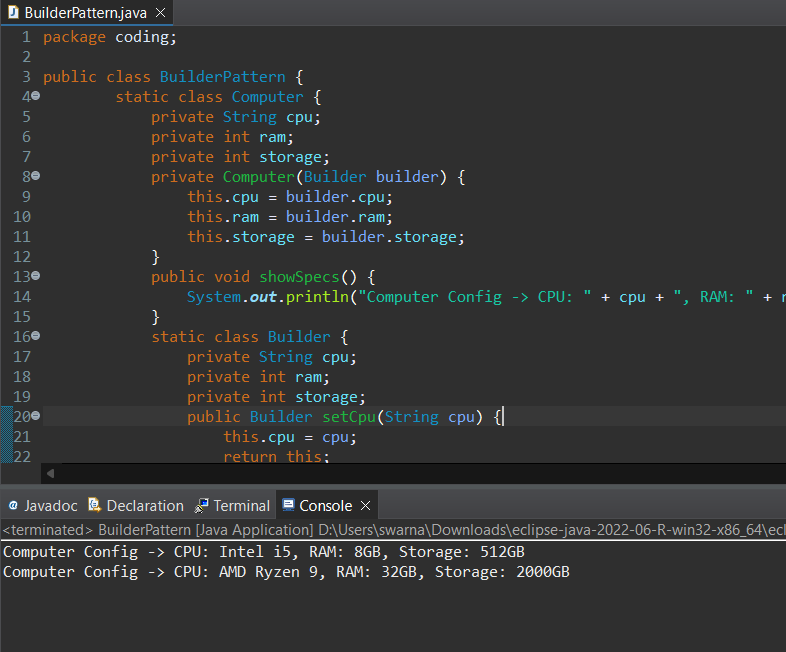 BuilderPattern.java
1 package coding;
2
3 public class BuilderPattern {
4 static class Computer {
5 private String cpu;
6 private int ram;
7 private int storage;
8 private Computer(Builder builder) {
9 this.cpu = builder.cpu;
10 this.ram = builder.ram;
11 this.storage = builder.storage;
12 }
13 public void showSpecs() {
14 System.out.println("Computer Config -> CPU: " + cpu + ", RAM: " +
15 }
16 static class Builder {
17 private String cpu;
18 private int ram;
19 private int storage;
20 public Builder setCpu(String cpu) {
21 this.cpu = cpu;
22 return this;
@ Javadoc Declaration Terminal Console
<terminated> BuilderPattern [Java Application] D:\Users\swarna\Downloads\eclipse-java-2022-06-R-win32-x86_64\ecl
Computer Config -> CPU: Intel i5, RAM: 8GB, Storage: 512GB
Computer Config -> CPU: AMD Ryzen 9, RAM: 32GB, Storage: 2000GB